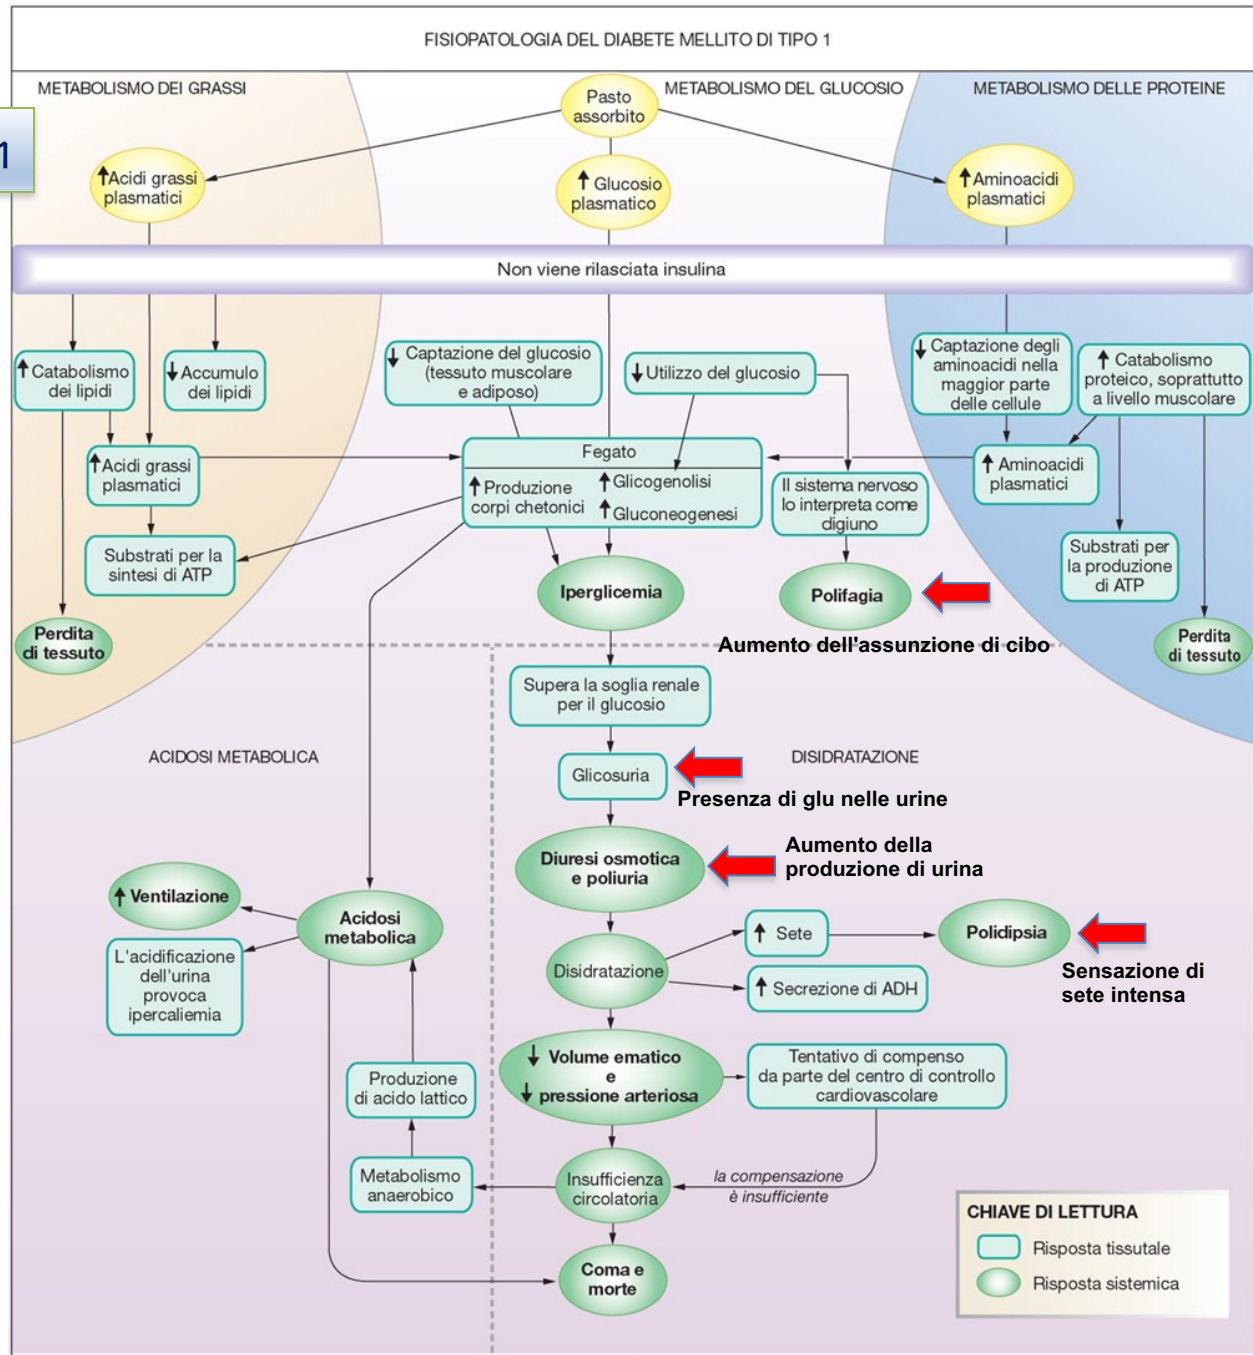 FISIOPATOLOGIA DEL DIABETE MELLITO DI TIPO 1
METABOLISMO DEI GRASSI
METABOLISMO DEL GLUCOSIO
METABOLISMO DELLE PROTEINE
1
Pasto
assorbito
↑Acidi grassi
plasmatici
↑ Glucosio
plasmatico
↑Aminoacidi
plasmatici
Non viene rilasciata insulina
↑Catabolismo
dei lipidi
↓Accumulo
dei lipidi
↓ Captazione del glucosio
(tessuto muscolare
e adiposo)
↓Utilizzo del glucosio
↓ Captazione degli
aminoacidi nella
maggior parte
delle cellule
↑ Catabolismo
proteico, soprattutto
a livello muscolare
↑Acidi grassi
plasmatici
Fegato
↑ Produzione
corpi chetonici
↑Glicogenolisi
↑Gluconeogenesi
Il sistema nervoso
lo interpreta come
digiuno
↑ Aminoacidi
plasmatici
Substrati per la
sintesi di ATP
Substrati per
la produzione
di ATP
Iperglicemia
Polifagia
Perdita
di tessuto
Perdita
di tessuto
Aumento dell'assunzione di cibo
Supera la soglia renale
per il glucosio
ACIDOSI METABOLICA
DISIDRATAZIONE
Glicosuria
Presenza di glu nelle urine
Diuresi osmotica
e poliuria
Aumento della
produzione di urina
↑ Ventilazione
Acidosi
metabolica
L'acidificazione
dell'urina
provoca
ipercaliemia
Disidratazione
↑ Sete
Polidipsia
Sensazione di
sete intensa
↑ Secrezione di ADH
↓ Volume ematico
e
↓ pressione arteriosa
Tentativo di compenso
da parte del centro di controllo
cardiovascolare
Produzione
di acido lattico
Metabolismo
anaerobico
Insufficienza
circolatoria
la compensazione
è insufficiente
Coma e
morte
CHIAVE DI LETTURA
Risposta tissutale
Risposta sistemica